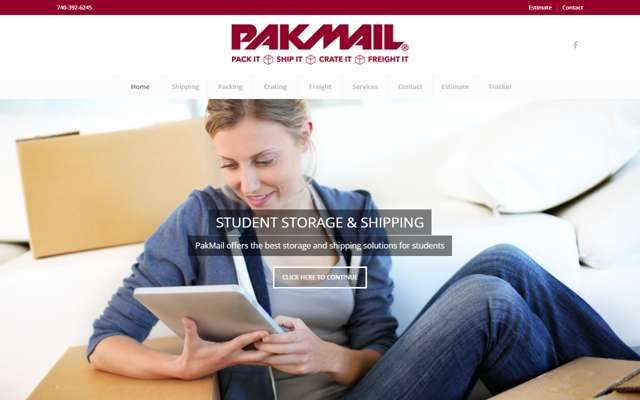 740-392-6245
Estimate
Contact
PAKMAIL®
PACK IT SHIP IT CRATE IT FREIGHT IT
Home Shipping Packing Crating Freight Services Contact Estimate Tracker
STUDENT STORAGE & SHIPPING
PakMail offers the best storage and shipping solutions for students
CLICK HERE TO CONTINUE